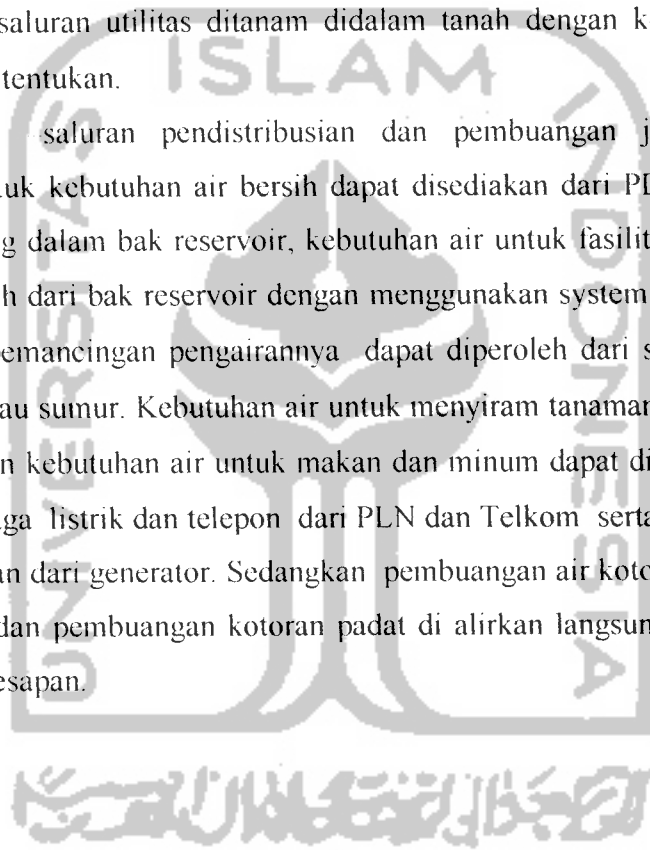 saluran utilitas ditanam didalam tanah dengan k
tentukan.
saluran pendistribusian dan pembuangan j
uk kebutuhan air bersih dapat disediakan dari PD
g dalam bak reservoir, kebutuhan air untuk fasilit
h dari bak reservoir dengan menggunakan system
emancingan pengairannya dapat diperoleh dari s
au sumur. Kebutuhan air untuk menyiram tanaman
n kebutuhan air untuk makan dan minum dapat di
ga listrik dan telepon dari PLN dan Telkom serta
an dari generator. Sedangkan pembuangan air koto
dan pembuangan kotoran padat di alirkan langsun
esapan.
UNIVERSITAS
ISLAM
INDONESIA